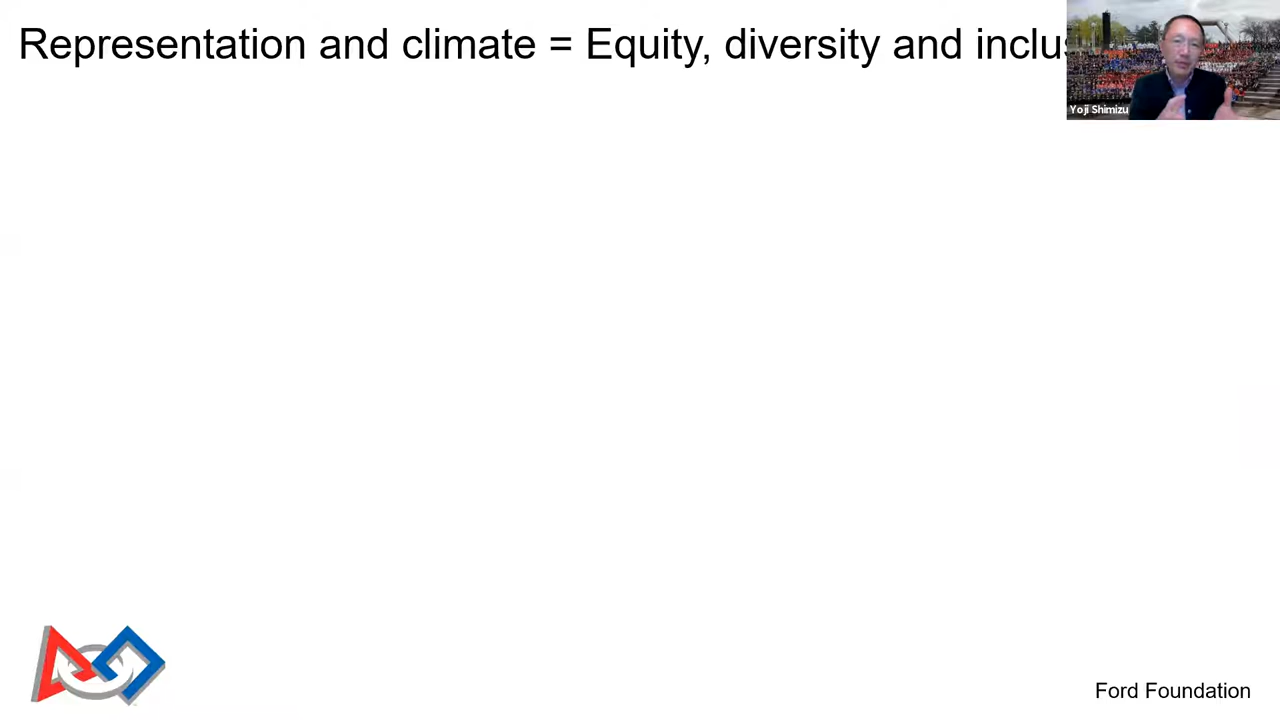 Representation and climate = Equity, diversity and inclu
Yoji Shimizu
Ford Foundation